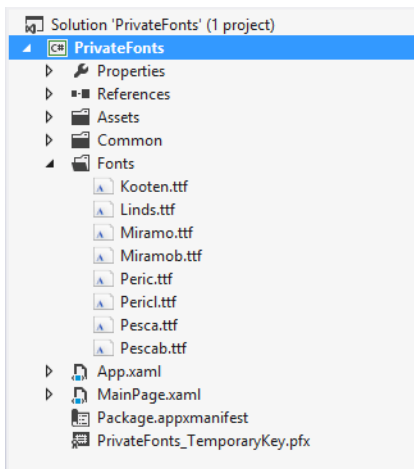 Solution 'PrivateFonts' (1 project)
C# PrivateFonts
Properties
References
Assets
Common
Fonts
Kooten.ttf
Linds.ttf
Miramo.ttf
Miramob.ttf
Peric.ttf
Pericl.ttf
Pesca.ttf
Pescab.ttf
App.xaml
MainPage.xaml
Package.appxmanifest
PrivateFonts_TemporaryKey.pfx